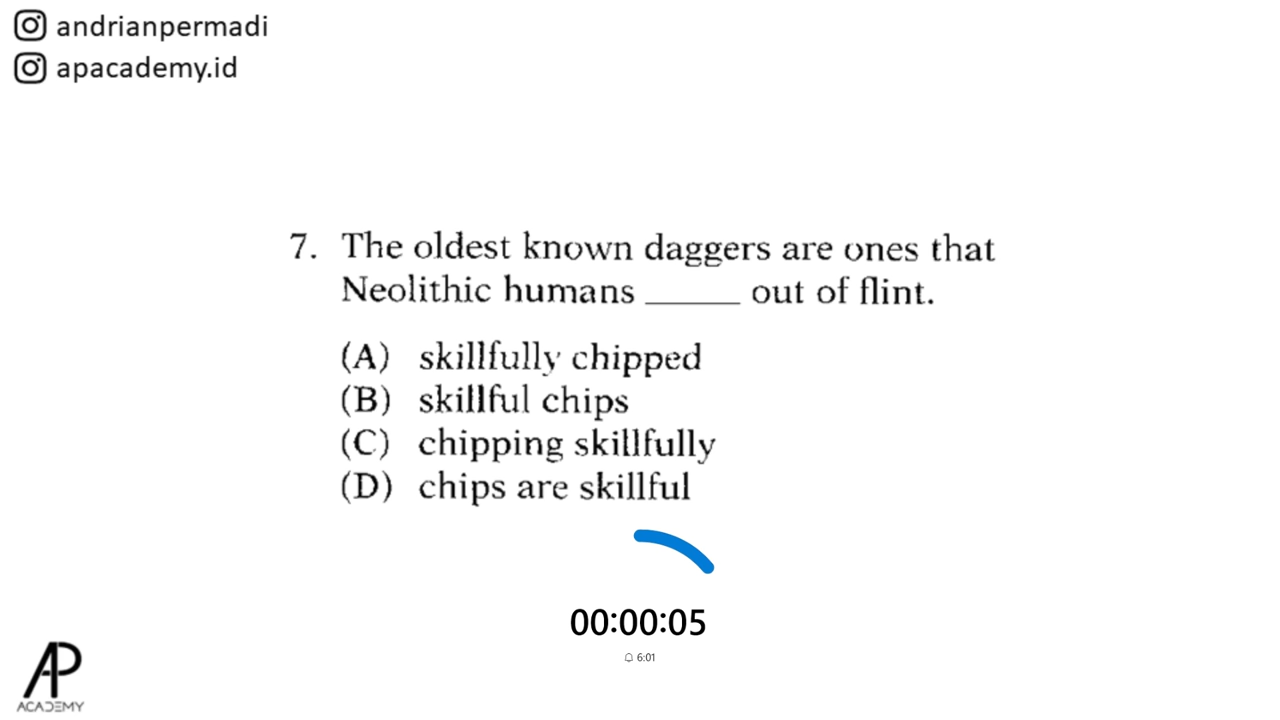 andrianpermadi
apacademy.id
7. The oldest known daggers are ones that
Neolithic humans ______ out of flint.
(A) skillfully chipped
(B) skillful chips
(C) chipping skillfully
(D) chips are skillful
00:00:05
6:01
AP
ACADEMY